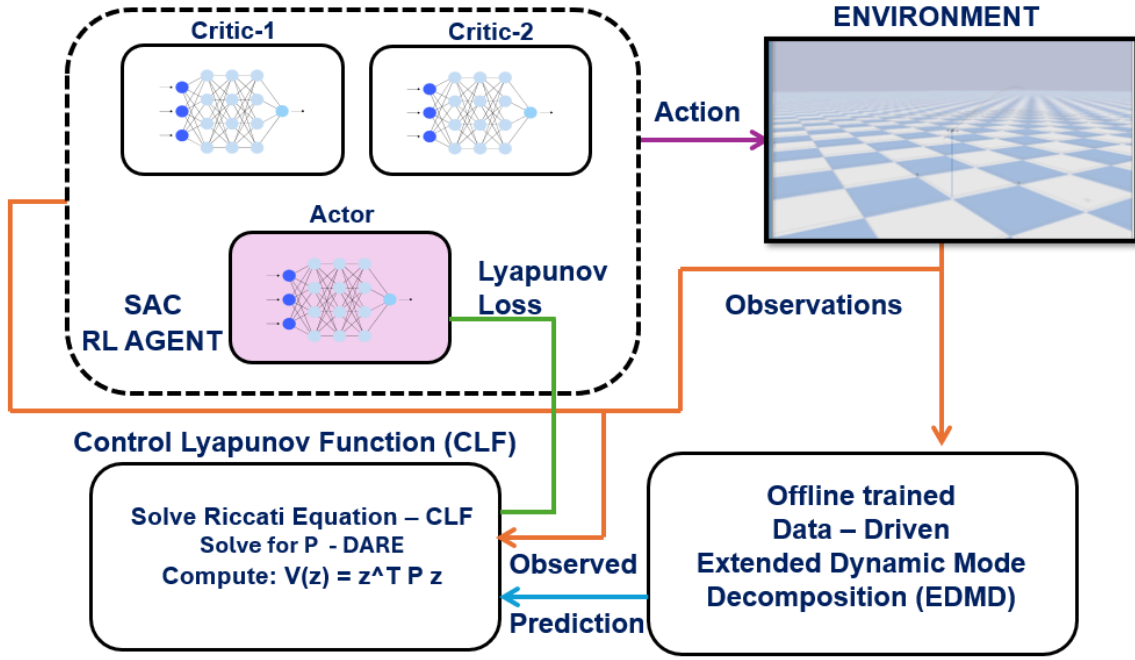 ENVIRONMENT
Critic-1
Critic-2
Action
Actor
Lyapunov
Loss
SAC
RL AGENT
Observations
Control Lyapunov Function (CLF)
Solve Riccati Equation – CLF
Solve for P - DARE
Compute: V(z) = z^T P z
Observed
Prediction
Offline trained
Data – Driven
Extended Dynamic Mode
Decomposition (EDMD)